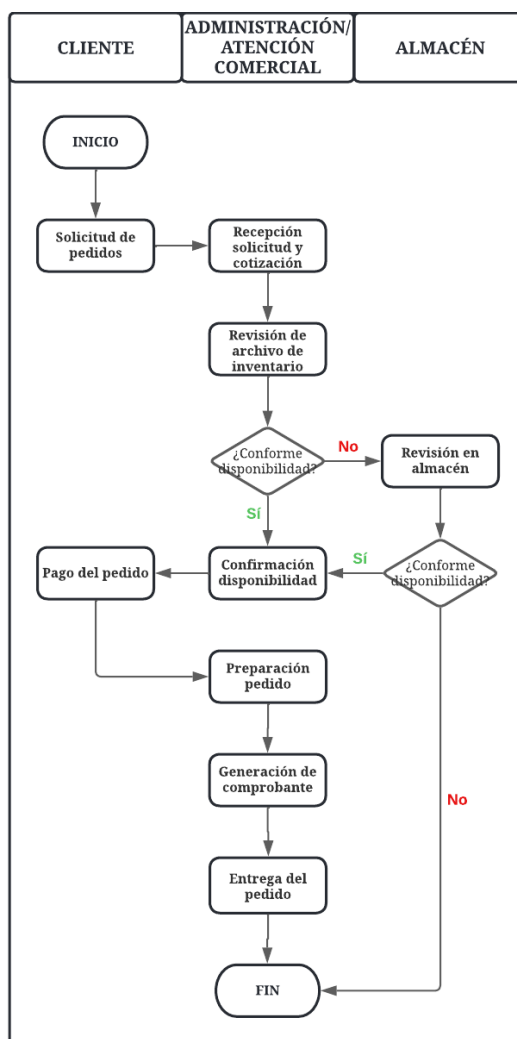 CLIENTE
ADMINISTRACIÓN/
ATENCIÓN
COMERCIAL
ALMACÉN
INICIO
Solicitud de
pedidos
Recepción
solicitud y
cotización
Revisión de
archivo de
inventario
¿Conforme
disponibilidad?
No
Revisión en
almacén
Sí
Pago del pedido
Confirmación
disponibilidad
Sí
¿Conforme
disponibilidad?
Preparación
pedido
Generación de
comprobante
No
Entrega del
pedido
FIN